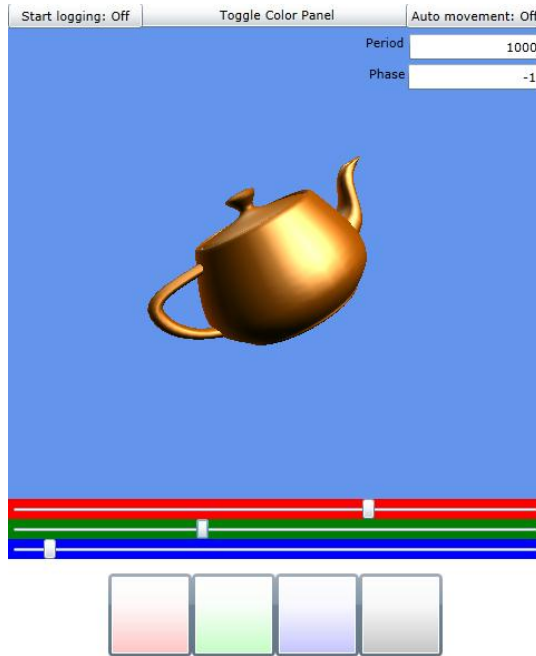 Start logging: Off
Toggle Color Panel
Auto movement: Off
Period
1000
Phase
-1